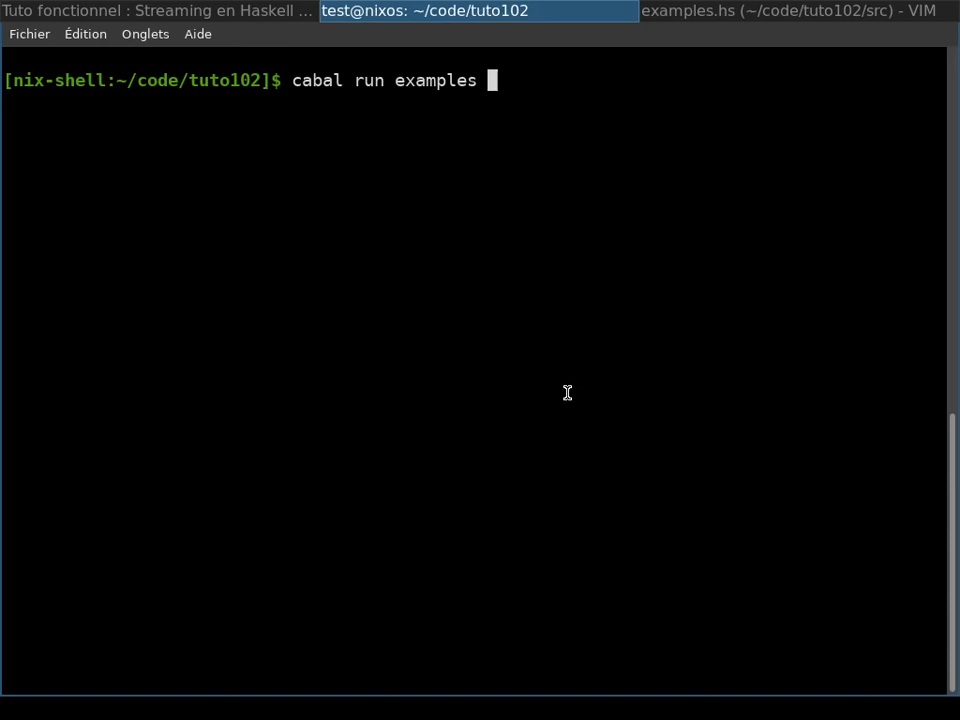 Tuto fonctionnel : Streaming en Haskell ... test@nixos: ~/code/tuto102 examples.hs (~/code/tuto102/src) - VIM
Fichier Édition Onglets Aide
[nix-shell:~/code/tuto102]$ cabal run examples